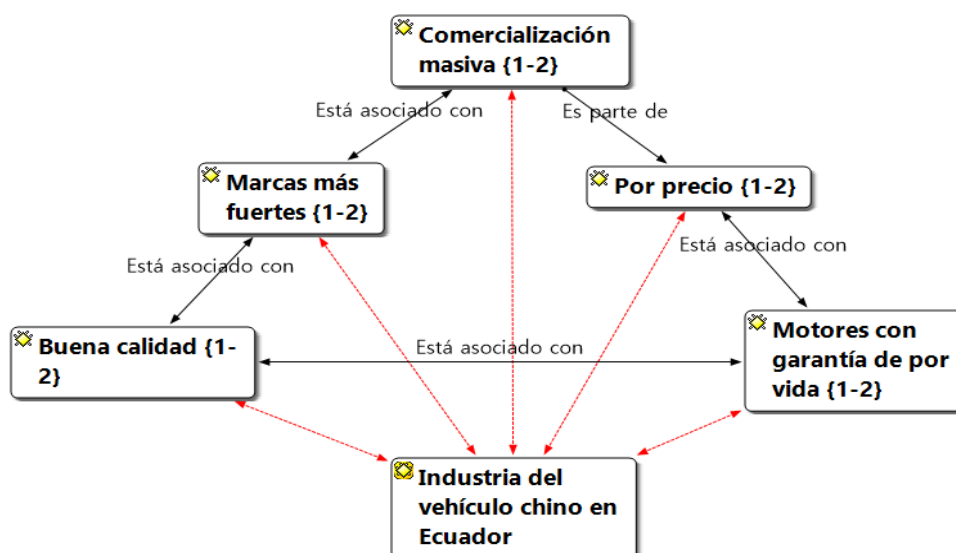 Comercialización
masiva {1-2}
Está asociado con
Es parte de
Marcas más
fuertes {1-2}
Por precio {1-2}
Está asociado con
Está asociado con
Buena calidad {1-
2}
Está asociado con
Motores con
garantía de por
vida {1-2}
Industria del
vehículo chino en
Ecuador